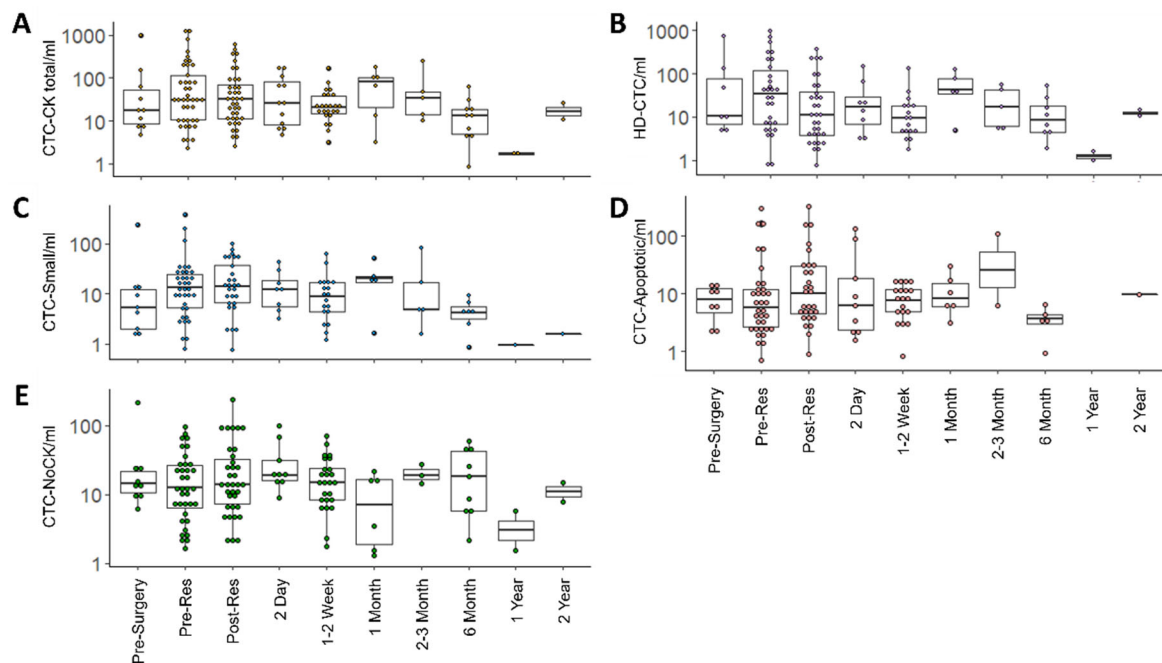 A
CTC-CK total/ml
1000
100
10
1
B
HD-CTC/ml
1000
100
10
1
C
CTC-Small/ml
100
10
1
D
CTC-Apoptotic/ml
100
10
1
Pre-Surgery
Pre-Res
Post-Res
2 Day
1-2 Week
1 Month
2-3 Month
6 Month
1 Year
2 Year
E
CTC-NoCK/ml
100
10
1
Pre-Surgery
Pre-Res
Post-Res
2 Day
1-2 Week
1 Month
2-3 Month
6 Month
1 Year
2 Year